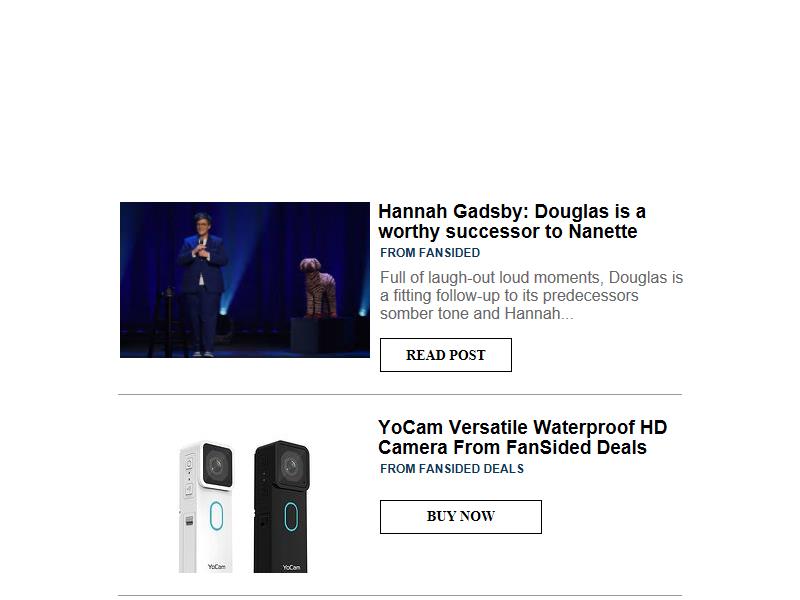 Hannah Gadsby: Douglas is a
worthy successor to Nanette
FROM FANSIDED
Full of laugh-out loud moments, Douglas is
a fitting follow-up to its predecessors
somber tone and Hannah...
READ POST
YoCam Versatile Waterproof HD
Camera From FanSided Deals
FROM FANSIDED DEALS
BUY NOW
YoCam
YoCam